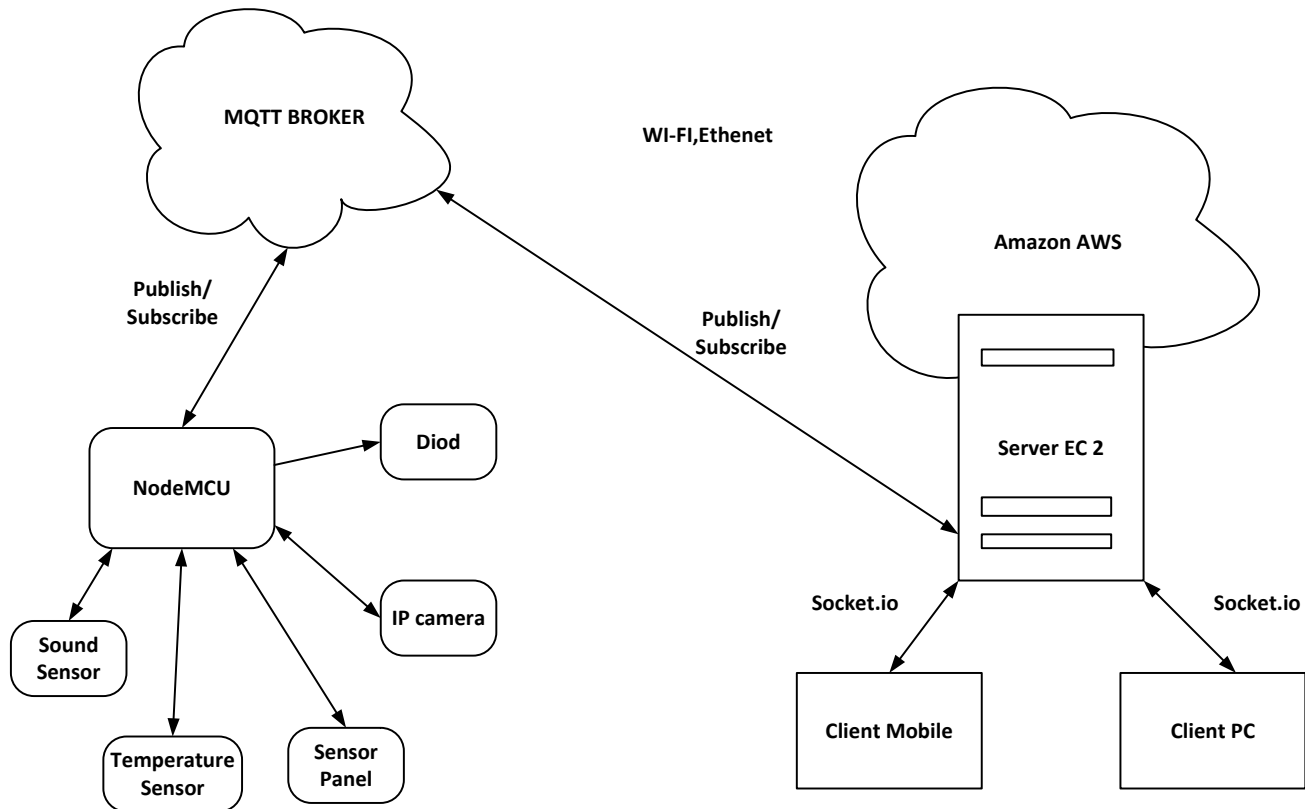 MQTT BROKER
WI-FI,Ethenet
Amazon AWS
Publish/
Subscribe
Publish/
Subscribe
Diod
NodeMCU
Server EC 2
IP camera
Socket.io
Socket.io
Sound
Sensor
Temperature
Sensor
Sensor
Panel
Client Mobile
Client PC